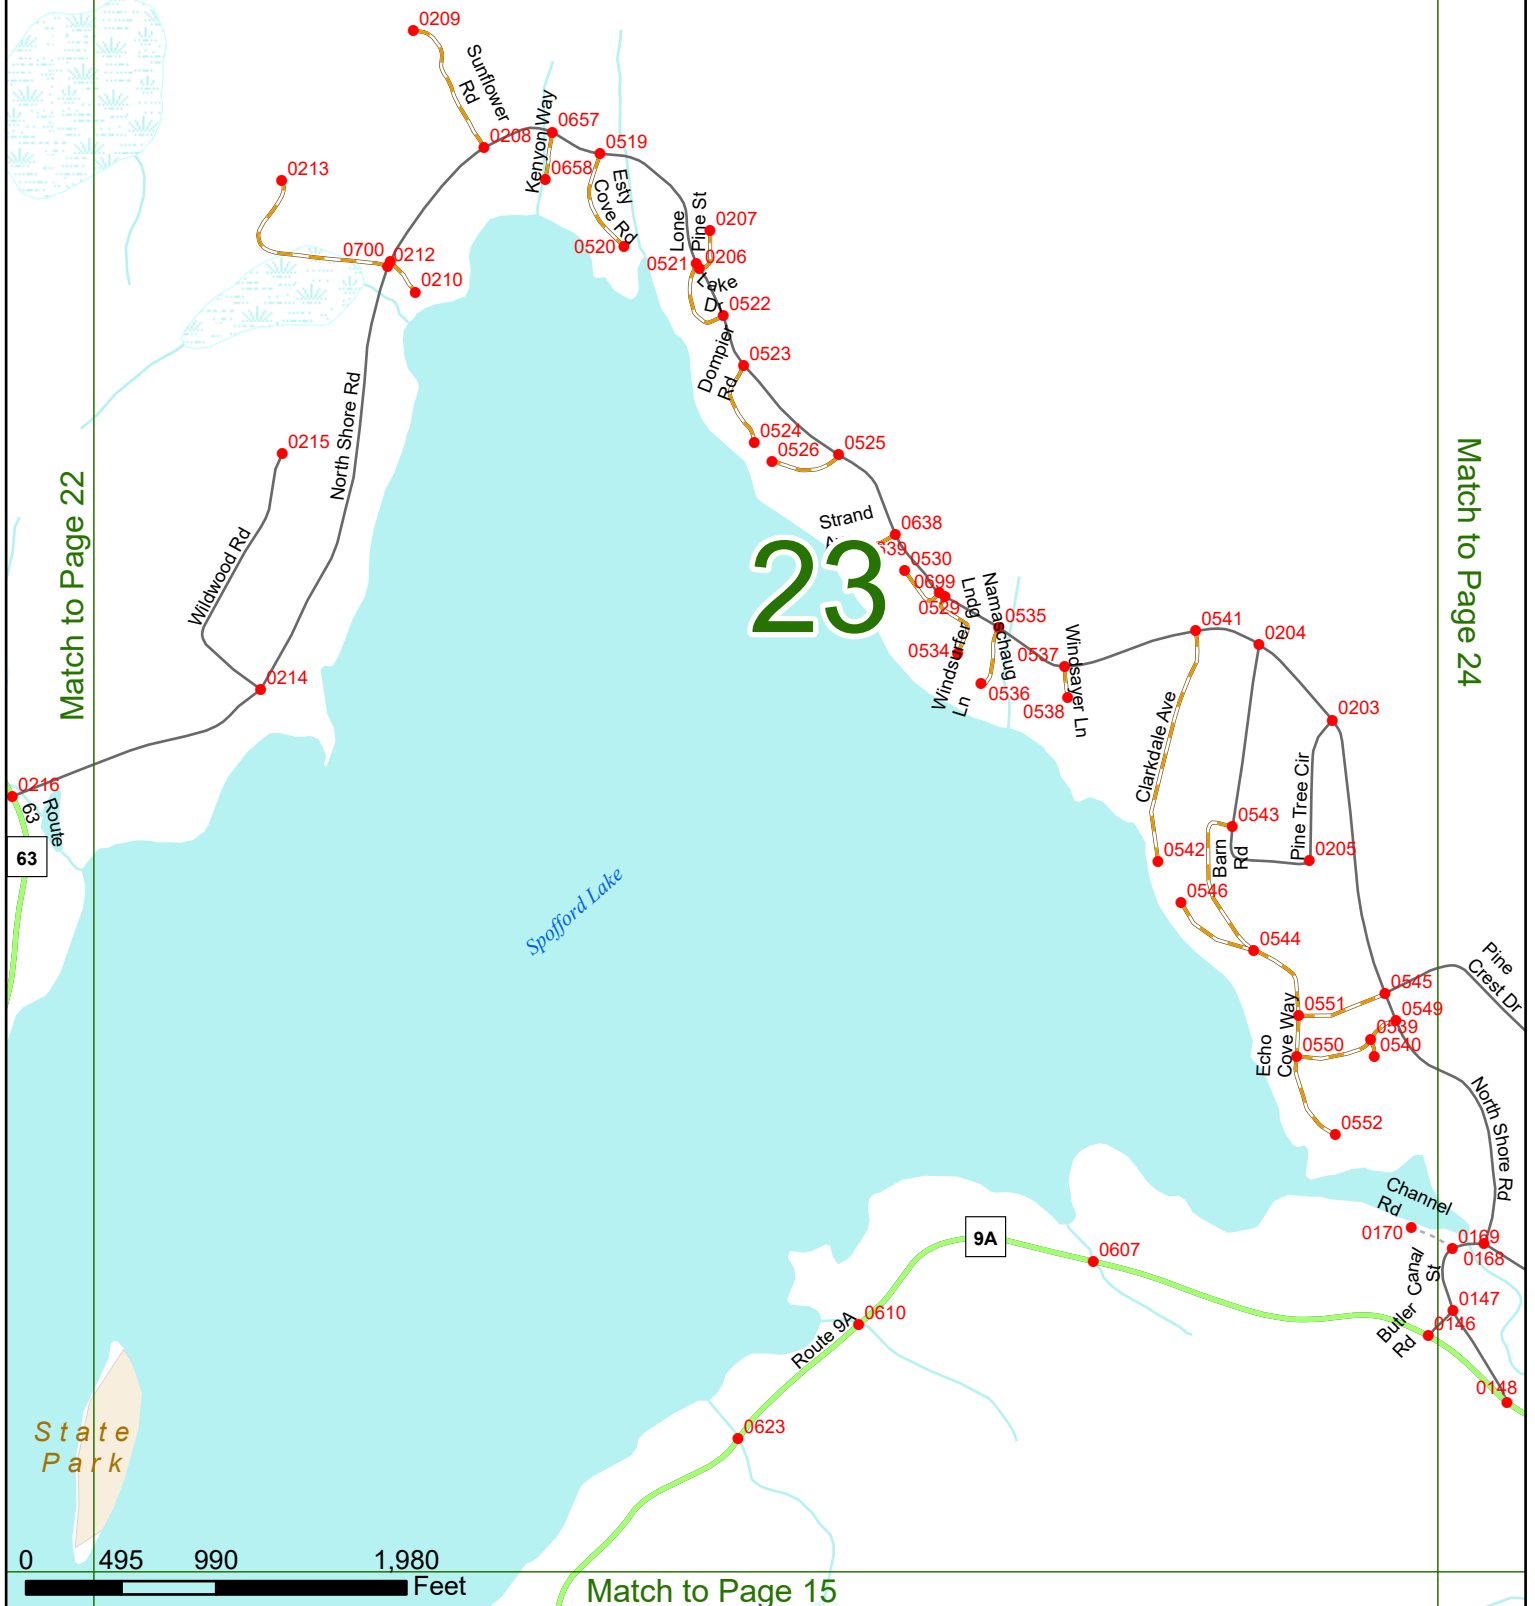 0209
Sunflower
Rd
0208
Kenyon Way
0657
0519
0658
Esty
Cove Rd
0520
0213
0700
0212
0210
Lone
Pine St
0207
0521
0206
Lake
Dr
0522
Dompier
Rd
0523
0524
0526
0525
North Shore Rd
0215
Wildwood Rd
0214
Match to Page 22
Match to Page 24
Strand
0638
23
0530
0699
0529
Namaschaug
Lndg
0535
0534
Windsurfer
Ln
0536
0537
0538
Windsayer Ln
0541
0204
0203
Clarkdale Ave
Pine Tree Cir
0543
Barn
Rd
0205
0542
0546
0544
0216
Route
63
63
Spofford Lake
Pine
Crest Dr
0545
0551
0549
0539
0540
0550
Echo
Cove Way
0552
North Shore Rd
Channel
Rd
0170
0169
0168
Canal
St
0147
Butler
Rd
0146
0148
9A
0607
0610
Route 9A
0623
State
Park
0 495 990 1,980
Feet
Match to Page 15